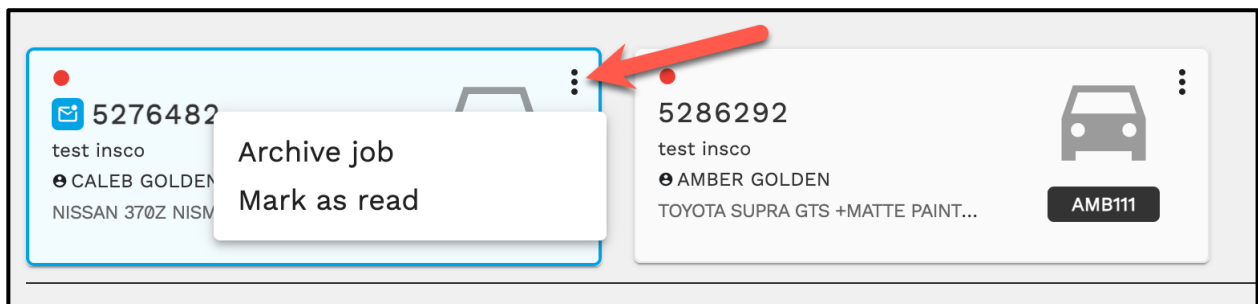 5276482
test insco
CALEB GOLDEN
NISSAN 370Z NISM
Archive job
Mark as read
5286292
test insco
AMBER GOLDEN
TOYOTA SUPRA GTS +MATTE PAINT...
AMB111